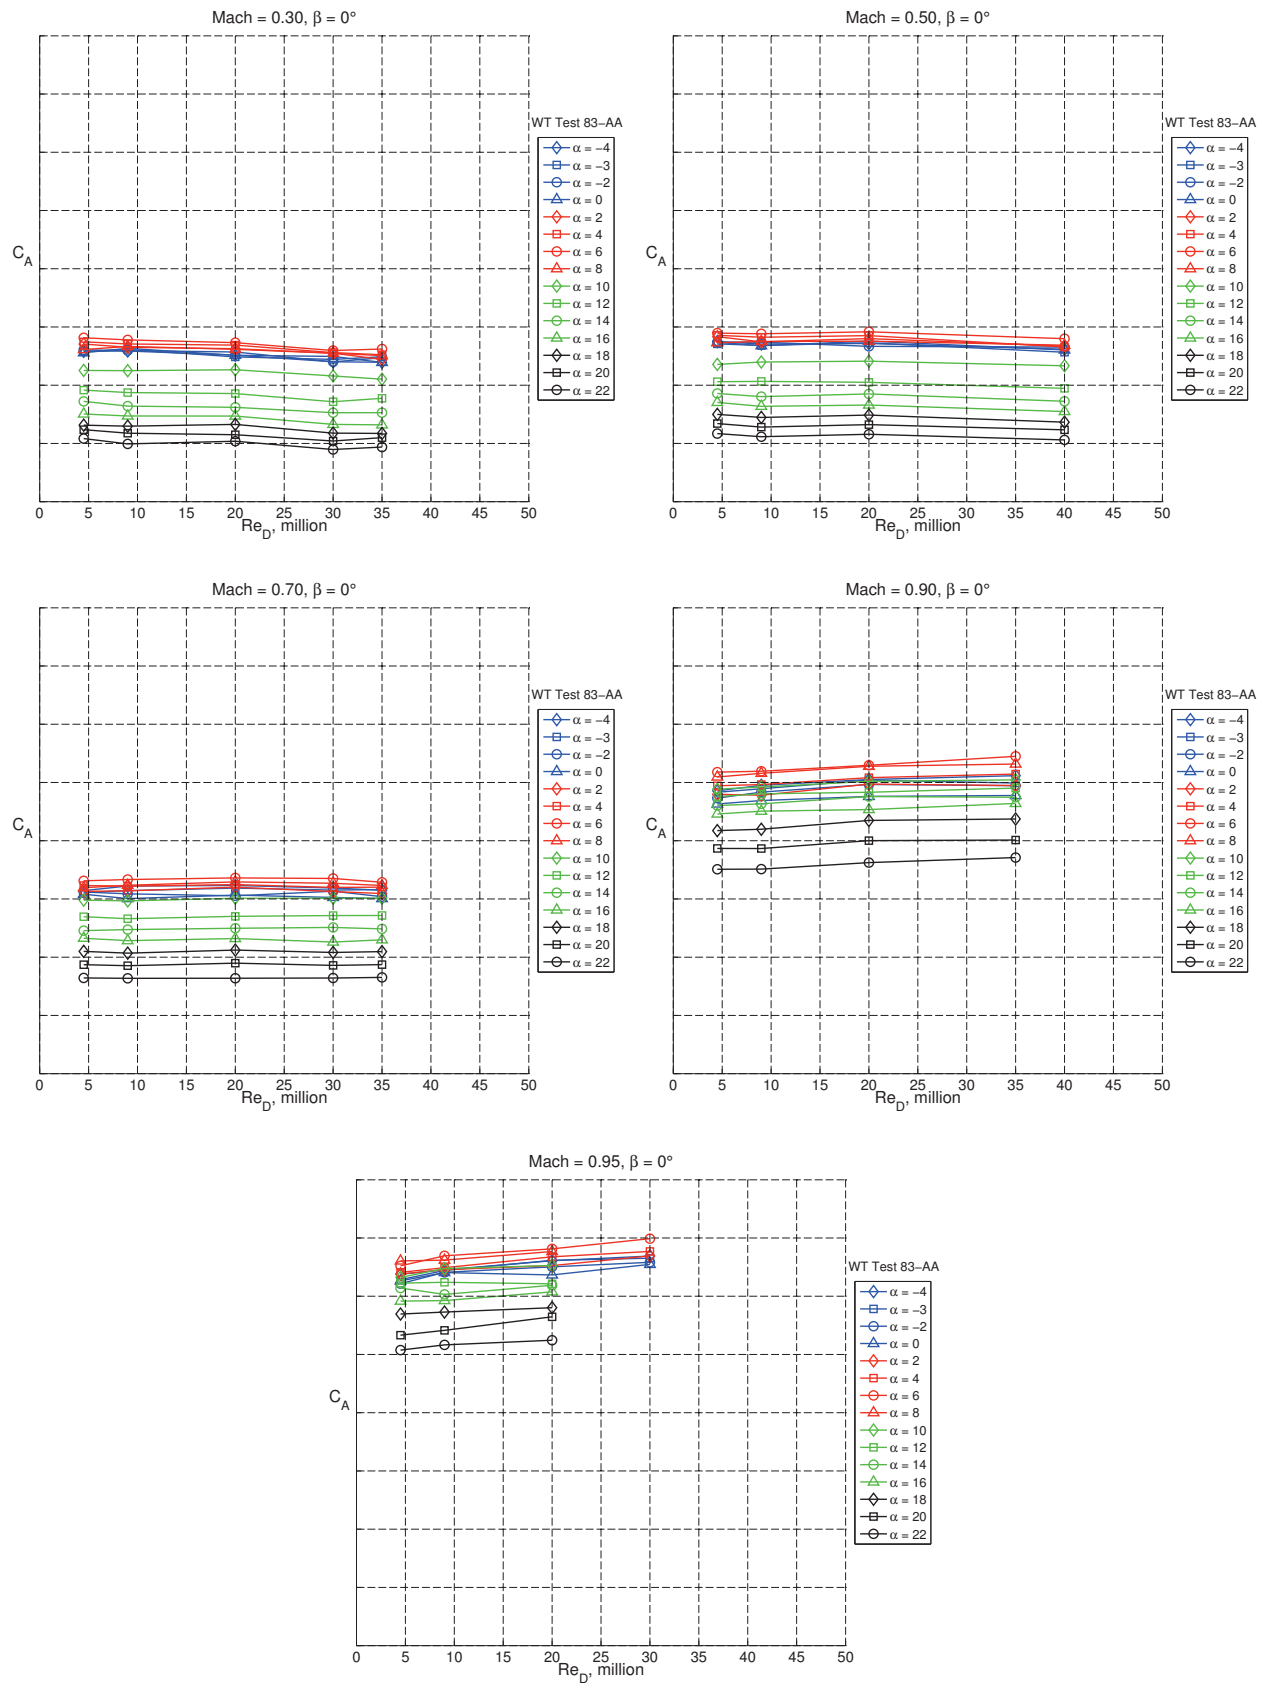 Mach = 0.30, β = 0°
C_A
0 5 10 15 20 25 30 35 40 45 50
Re_D, million
WT Test 83−AA
α = −4
α = −3
α = −2
α = 0
α = 2
α = 4
α = 6
α = 8
α = 10
α = 12
α = 14
α = 16
α = 18
α = 20
α = 22
Mach = 0.50, β = 0°
C_A
0 5 10 15 20 25 30 35 40 45 50
Re_D, million
WT Test 83−AA
α = −4
α = −3
α = −2
α = 0
α = 2
α = 4
α = 6
α = 8
α = 10
α = 12
α = 14
α = 16
α = 18
α = 20
α = 22
Mach = 0.70, β = 0°
C_A
0 5 10 15 20 25 30 35 40 45 50
Re_D, million
WT Test 83−AA
α = −4
α = −3
α = −2
α = 0
α = 2
α = 4
α = 6
α = 8
α = 10
α = 12
α = 14
α = 16
α = 18
α = 20
α = 22
Mach = 0.90, β = 0°
C_A
0 5 10 15 20 25 30 35 40 45 50
Re_D, million
WT Test 83−AA
α = −4
α = −3
α = −2
α = 0
α = 2
α = 4
α = 6
α = 8
α = 10
α = 12
α = 14
α = 16
α = 18
α = 20
α = 22
Mach = 0.95, β = 0°
C_A
0 5 10 15 20 25 30 35 40 45 50
Re_D, million
WT Test 83−AA
α = −4
α = −3
α = −2
α = 0
α = 2
α = 4
α = 6
α = 8
α = 10
α = 12
α = 14
α = 16
α = 18
α = 20
α = 22